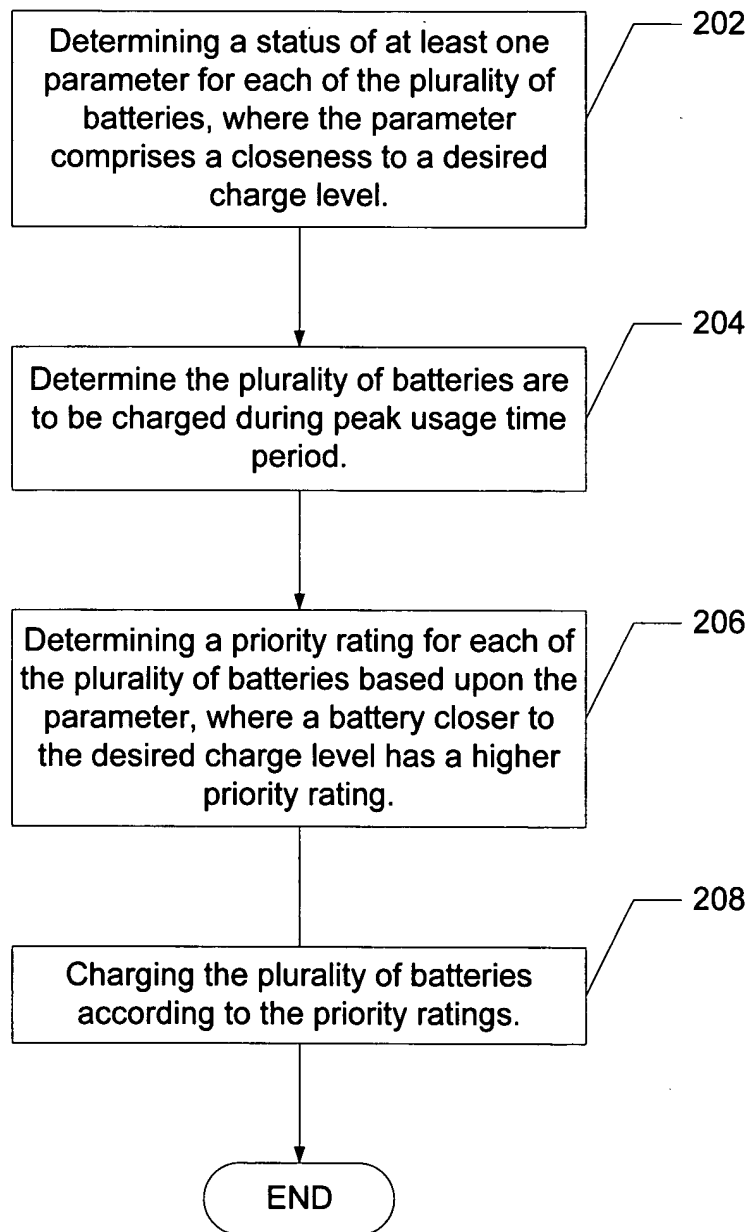 202
Determining a status of at least one
parameter for each of the plurality of
batteries, where the parameter
comprises a closeness to a desired
charge level.
204
Determine the plurality of batteries are
to be charged during peak usage time
period.
206
Determining a priority rating for each of
the plurality of batteries based upon the
parameter, where a battery closer to
the desired charge level has a higher
priority rating.
208
Charging the plurality of batteries
according to the priority ratings.
END